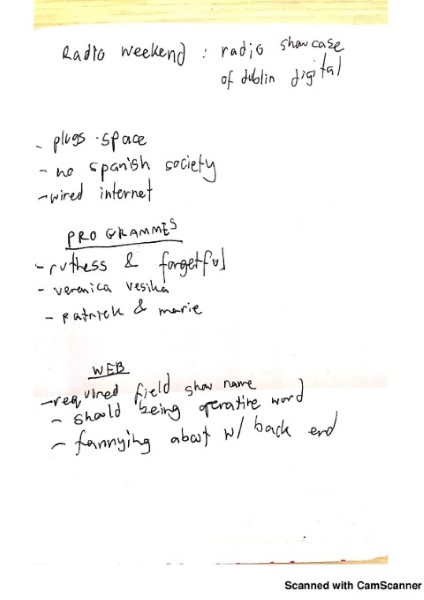 Radio weekend : radio showcase
of dublin digital
- plugs space
- no spanish society
- wired internet
PROGRAMMES
- ruthess & forgetful
- veronica vesika
- patrick & marie
WEB
- required field show name
- should being operative word
- fannying about w/ back end
Scanned with CamScanner